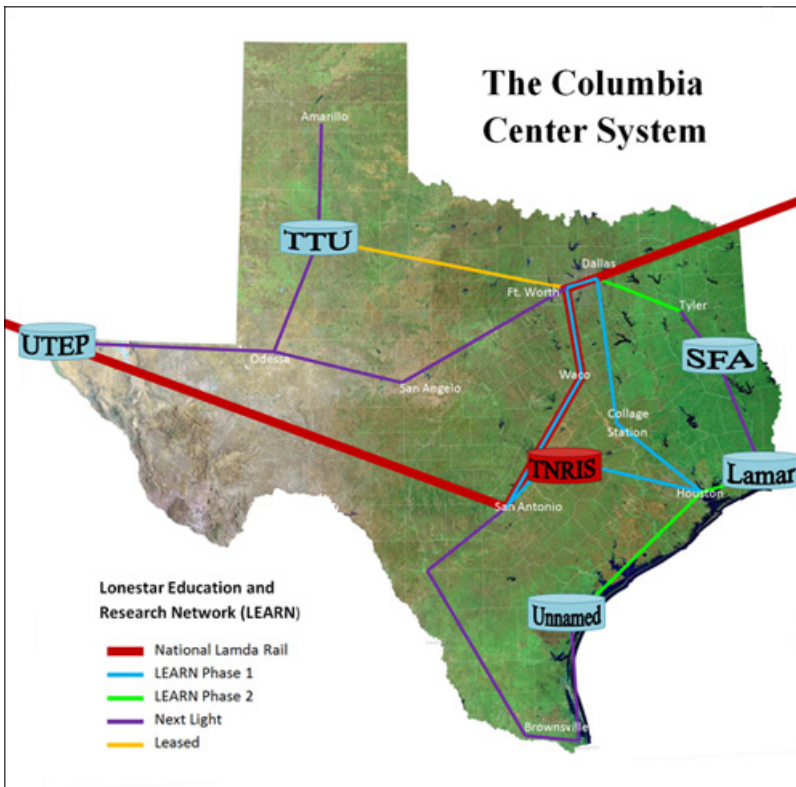 The Columbia
Center System
Amarillo
TTU
Dallas
Ft. Worth
Tyler
UTEP
Odessa
SFA
San Angelo
Waco
Collage
Station
TNRIS
Lamar
Houston
San Antonio
Lonestar Education and
Research Network (LEARN)
Unnamed
National Lamda Rail
LEARN Phase 1
LEARN Phase 2
Next Light
Leased
Brownsville